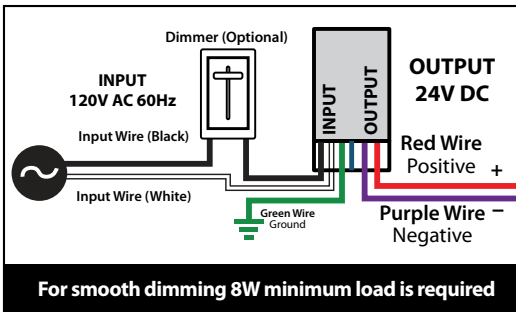 Dimmer (Optional)
INPUT
120V AC 60Hz
Input Wire (Black)
Input Wire (White)
INPUT
OUTPUT
OUTPUT
24V DC
Red Wire
Positive +
Green Wire
Ground
Purple Wire –
Negative
For smooth dimming 8W minimum load is required